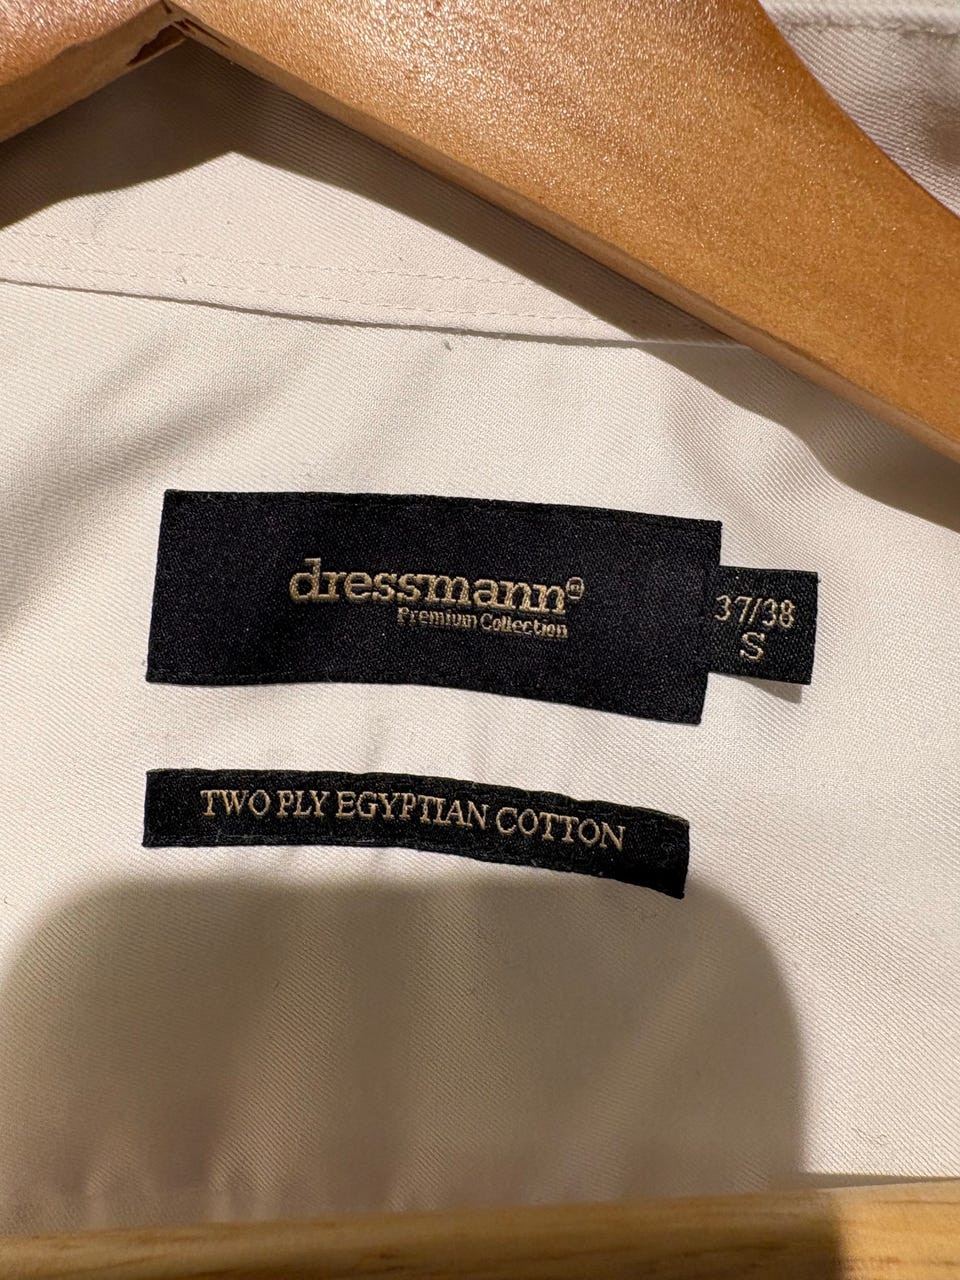 dressmann®
Premium Collection
37/38
S
TWO PLY EGYPTIAN COTTON